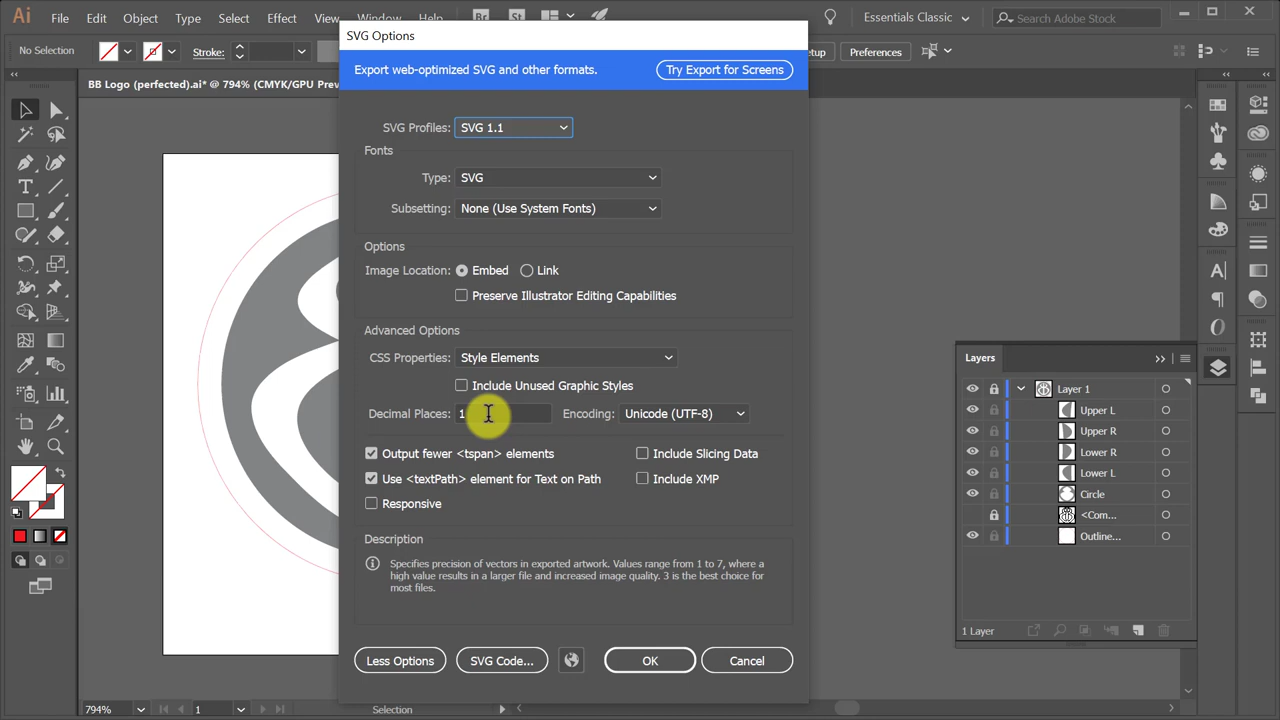 Ai File Edit Object Type Select Effect View Window Help Br St Essentials Classic Search Adobe Stock
SVG Options
No Selection Stroke: Preferences
Export web-optimized SVG and other formats. Try Export for Screens
BB Logo (perfected).ai* @ 794% (CMYK/GPU Prev
SVG Profiles: SVG 1.1
Fonts
Type: SVG
Subsetting: None (Use System Fonts)
Options
Image Location: Embed Link
Preserve Illustrator Editing Capabilities
Advanced Options
CSS Properties: Style Elements
Include Unused Graphic Styles
Decimal Places: 1 Encoding: Unicode (UTF-8)
Output fewer <tspan> elements Include Slicing Data
Use <textPath> element for Text on Path Include XMP
Responsive
Description
Specifies precision of vectors in exported artwork. Values range from 1 to 7, where a
high value results in a larger file and increased image quality. 3 is the best choice for
most files.
Less Options SVG Code... OK Cancel
Layers
Layer 1
Upper L
Upper R
Lower R
Lower L
Circle
<Com...
Outline...
1 Layer
794% 1 Selection